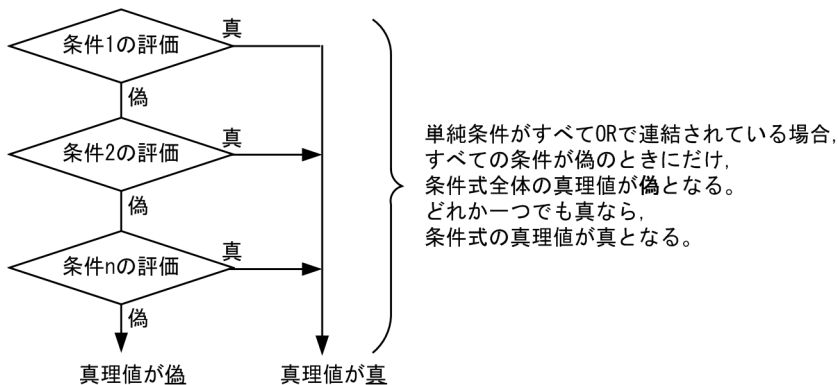 条件1の評価
真
偽
条件2の評価
真
偽
条件nの評価
真
偽
真理値が偽
真理値が真
単純条件がすべてORで連結されている場合,
すべての条件が偽のときにだけ,
条件式全体の真理値が偽となる。
どれか一つでも真なら,
条件式の真理値が真となる。